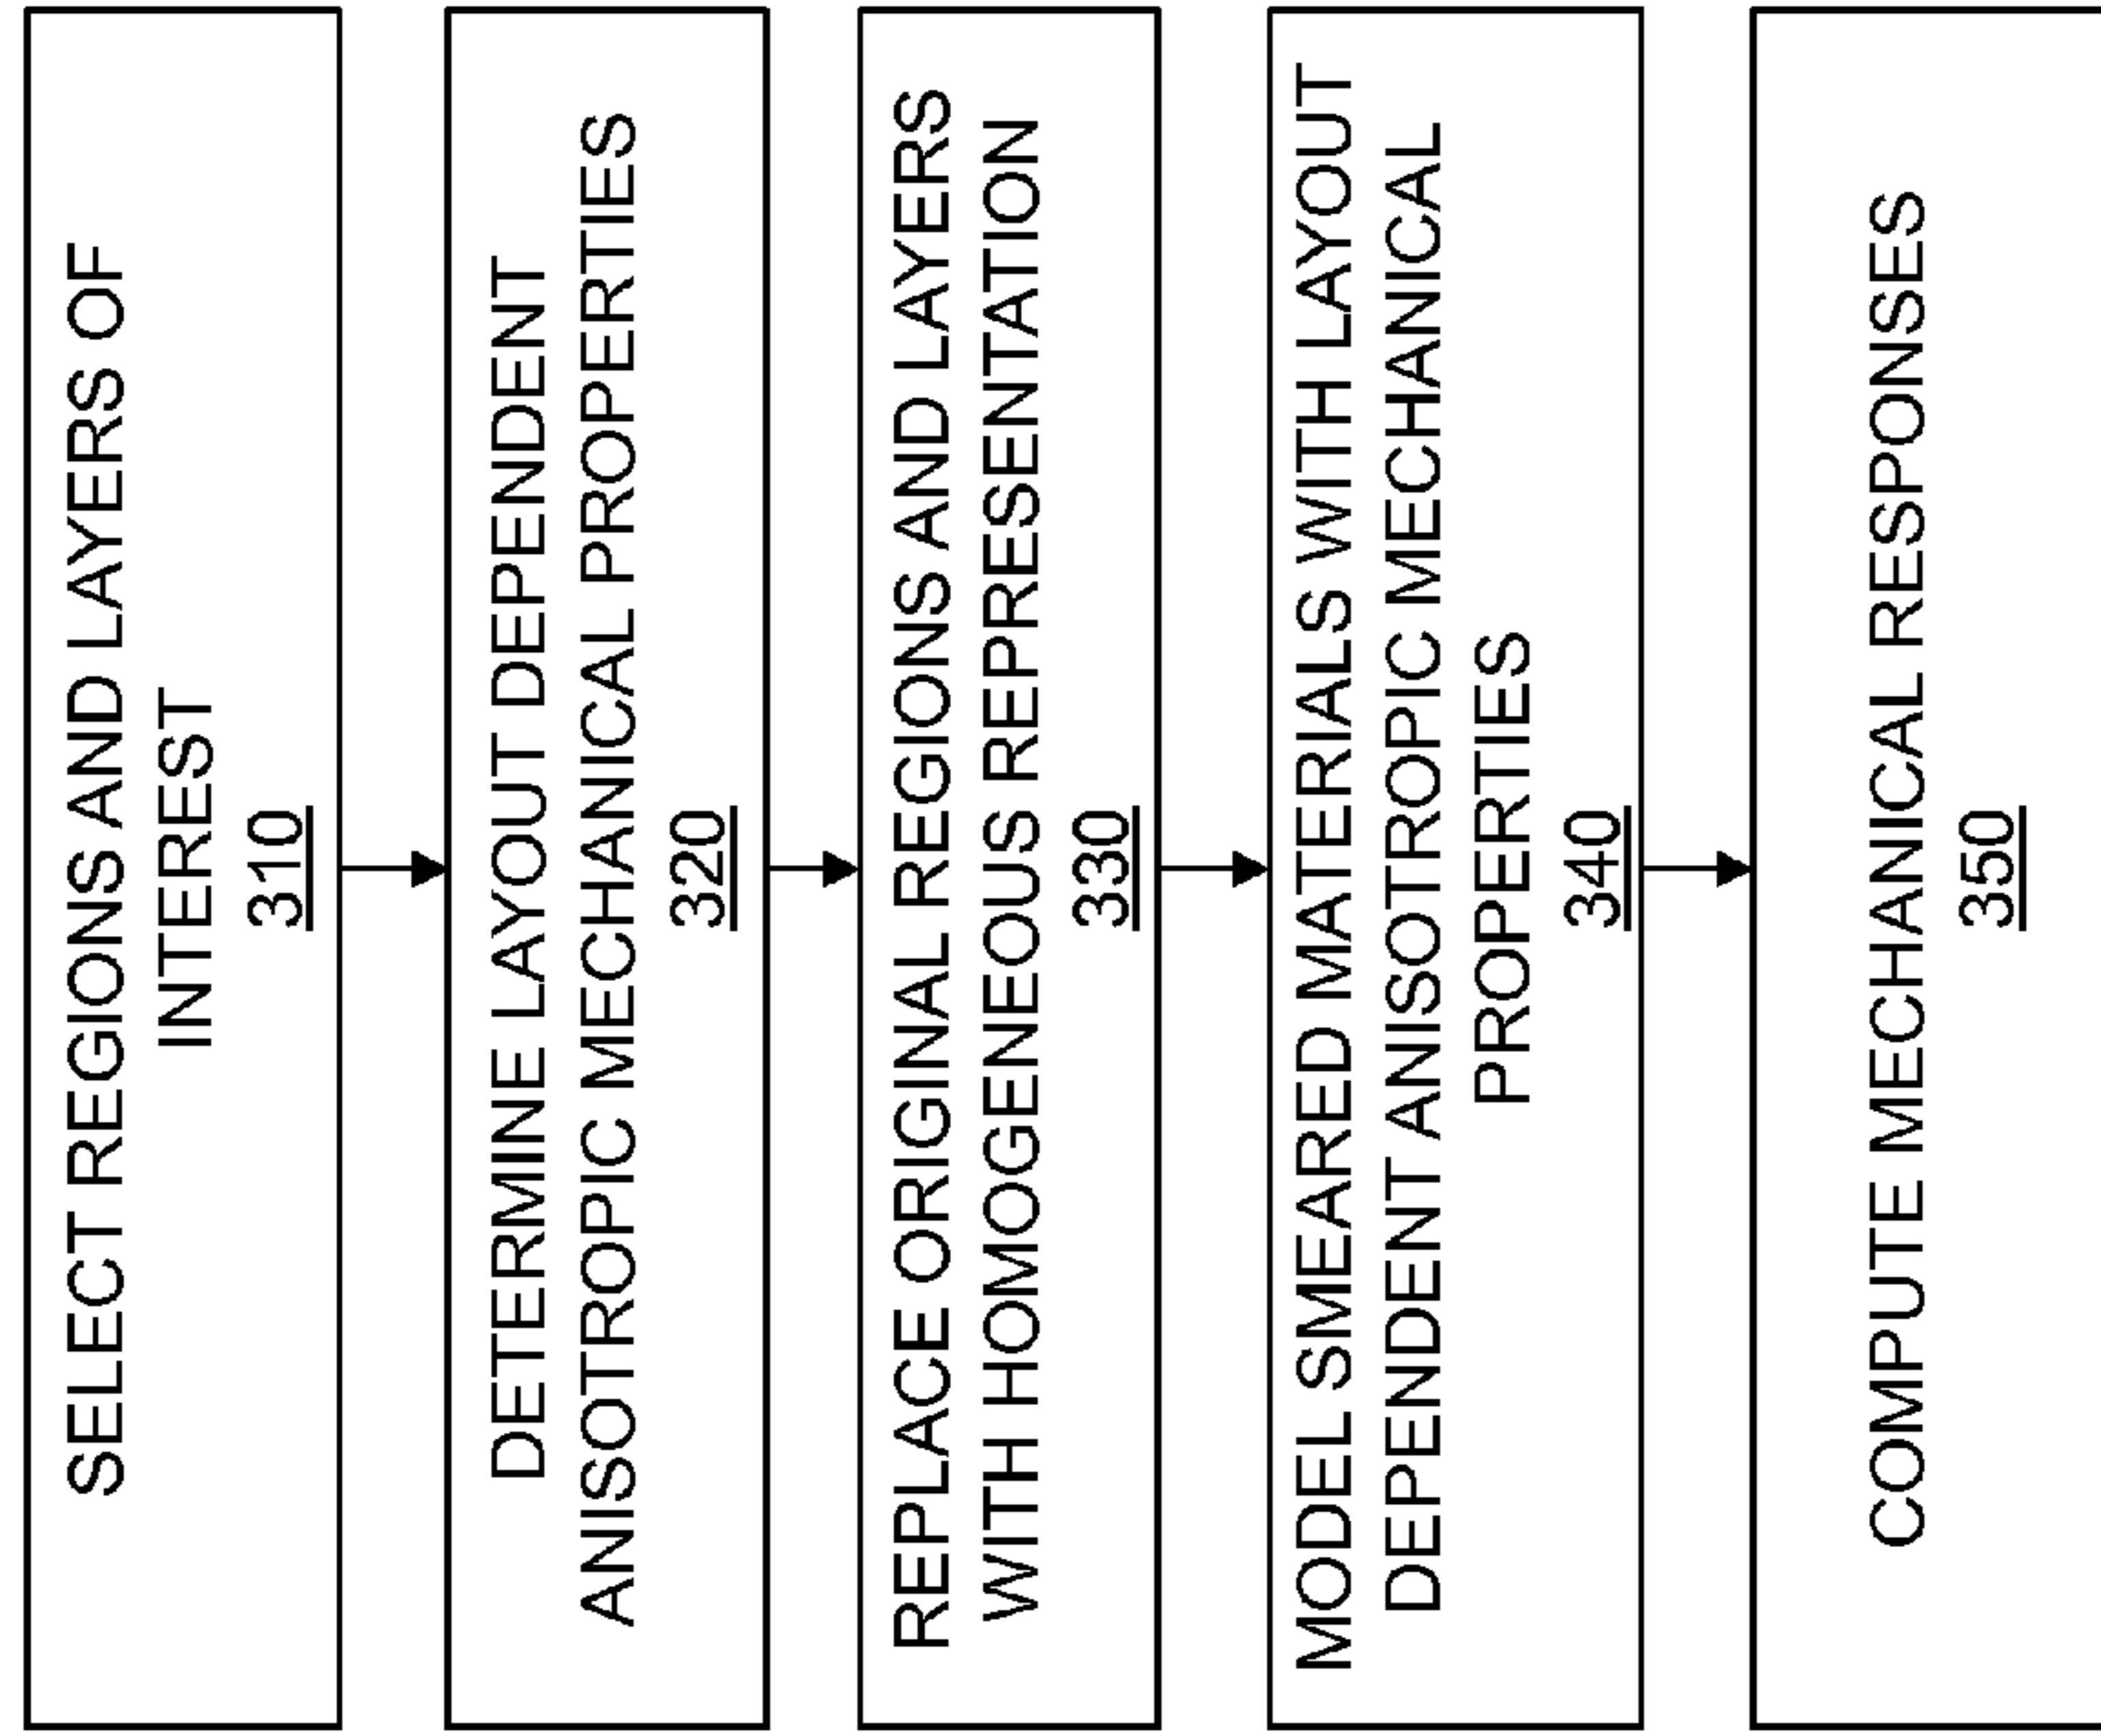 SELECT REGIONS AND LAYERS OF
INTEREST
310
DETERMINE LAYOUT DEPENDENT
ANISOTROPIC MECHANICAL PROPERTIES
320
REPLACE ORIGINAL REGIONS AND LAYERS
WITH HOMOGENEOUS REPRESENTATION
330
MODEL SMEARED MATERIALS WITH LAYOUT
DEPENDENT ANISOTROPIC MECHANICAL
PROPERTIES
340
COMPUTE MECHANICAL RESPONSES
350